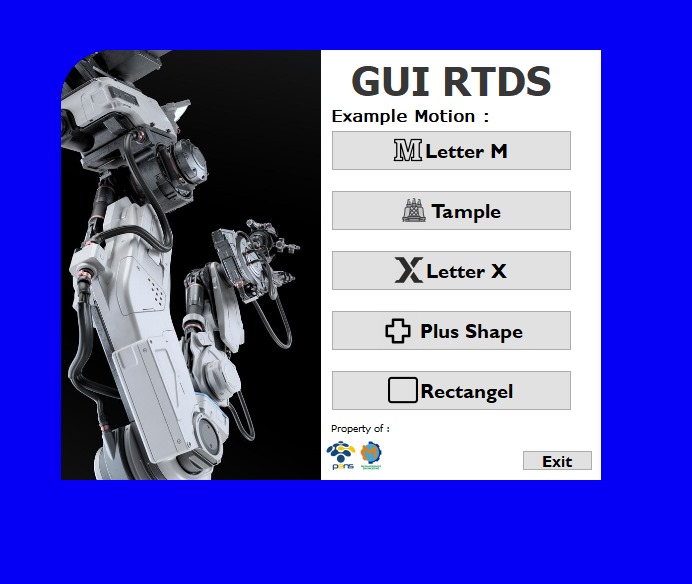 GUI RTDS
Example Motion :
Letter M
Tample
Letter X
Plus Shape
Rectangel
Property of :
pens
Exit